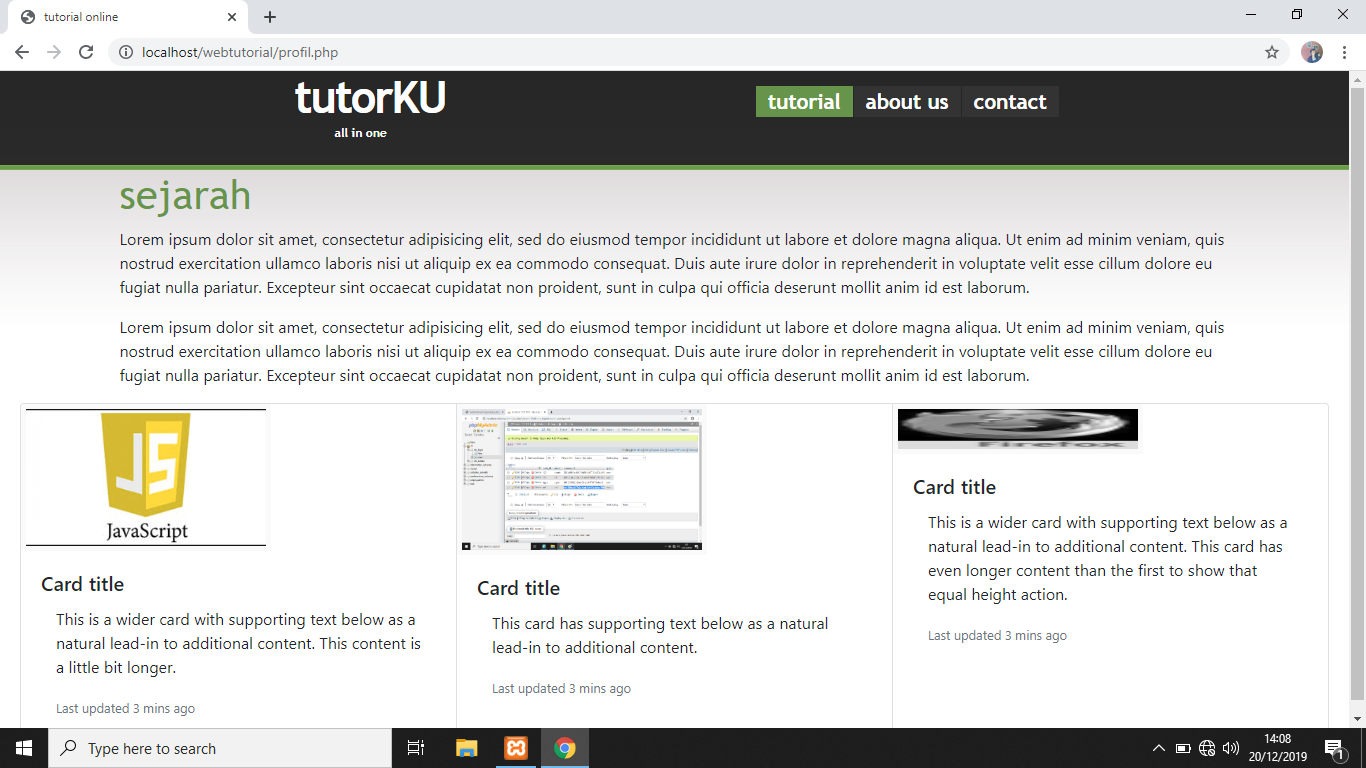 tutorial online
localhost/webtutorial/profil.php
tutorKU
all in one
tutorial
about us
contact
sejarah
Lorem ipsum dolor sit amet, consectetur adipisicing elit, sed do eiusmod tempor incididunt ut labore et dolore magna aliqua. Ut enim ad minim veniam, quis
nostrud exercitation ullamco laboris nisi ut aliquip ex ea commodo consequat. Duis aute irure dolor in reprehenderit in voluptate velit esse cillum dolore eu
fugiat nulla pariatur. Excepteur sint occaecat cupidatat non proident, sunt in culpa qui officia deserunt mollit anim id est laborum.
Lorem ipsum dolor sit amet, consectetur adipisicing elit, sed do eiusmod tempor incididunt ut labore et dolore magna aliqua. Ut enim ad minim veniam, quis
nostrud exercitation ullamco laboris nisi ut aliquip ex ea commodo consequat. Duis aute irure dolor in reprehenderit in voluptate velit esse cillum dolore eu
fugiat nulla pariatur. Excepteur sint occaecat cupidatat non proident, sunt in culpa qui officia deserunt mollit anim id est laborum.
JS
JavaScript
Card title
This is a wider card with supporting text below as a
natural lead-in to additional content. This content is
a little bit longer.
Last updated 3 mins ago
phpMyAdmin
Card title
This card has supporting text below as a natural
lead-in to additional content.
Last updated 3 mins ago
Firefox
Card title
This is a wider card with supporting text below as a
natural lead-in to additional content. This card has
even longer content than the first to show that
equal height action.
Last updated 3 mins ago
Type here to search
14:08
20/12/2019
1